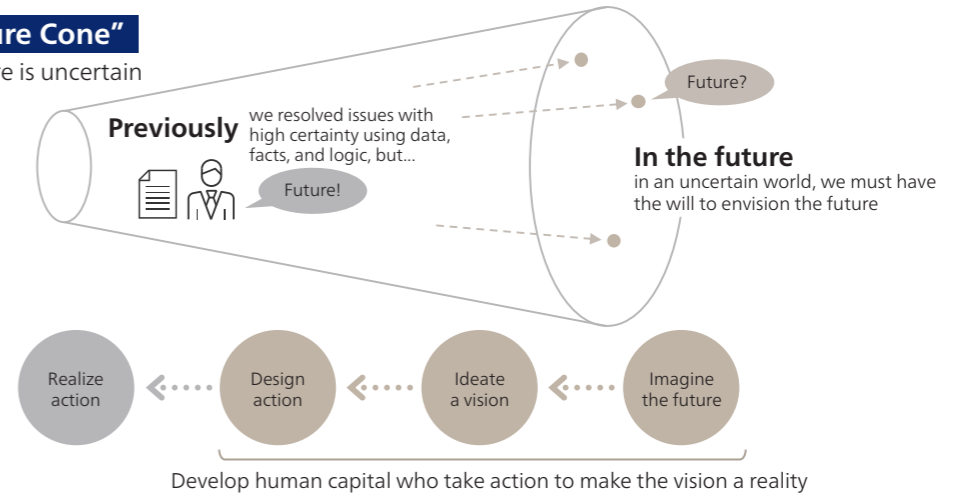 ure Cone”
e is uncertain
Previously
we resolved issues with
high certainty using data,
facts, and logic, but...
Future!
Future?
In the future
in an uncertain world, we must have
the will to envision the future
Realize
action
Design
action
Ideate
a vision
Imagine
the future
Develop human capital who take action to make the vision a reality